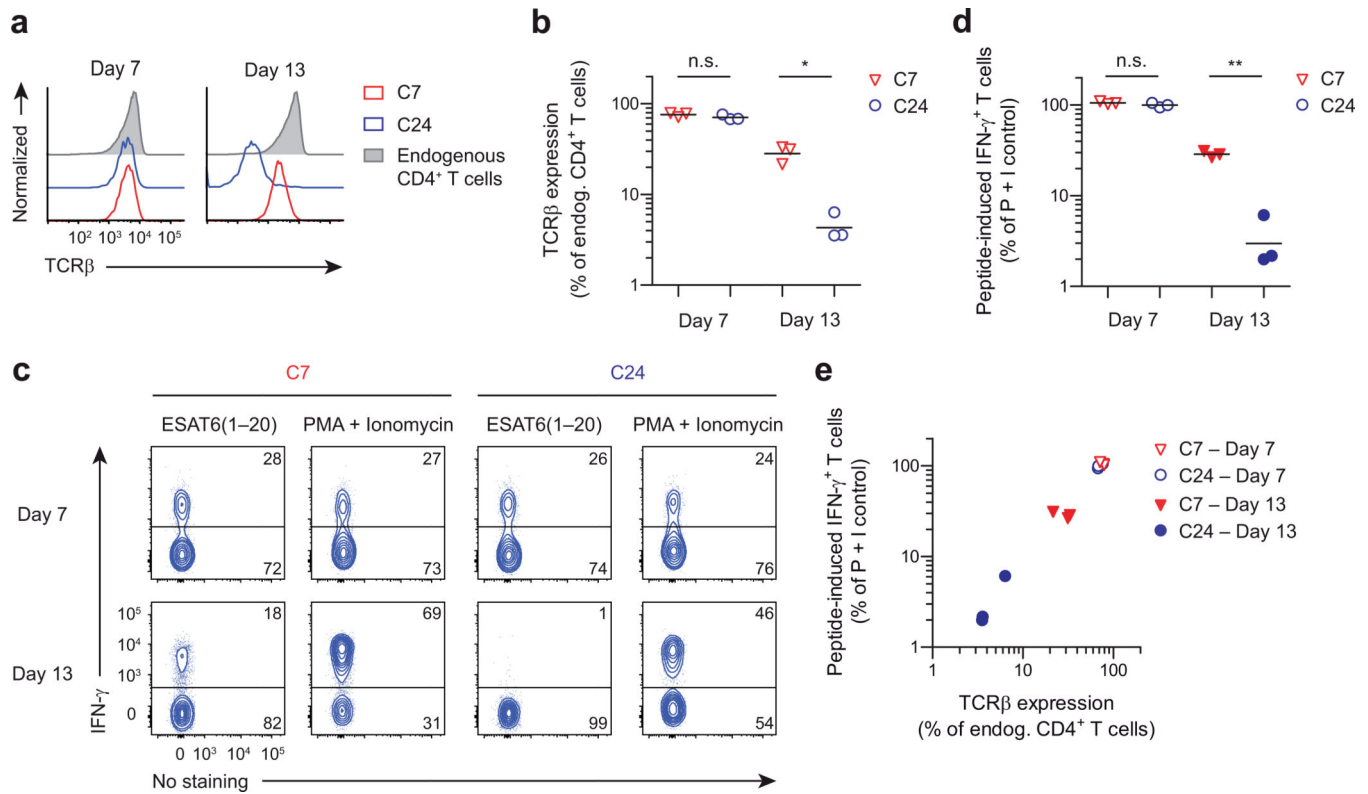 a
Day 7
Day 13
Normalized
10² 10³ 10⁴ 10⁵
TCRβ
C7
C24
Endogenous
CD4⁺ T cells
b
TCRβ expression
(% of endog. CD4⁺ T cells)
100
10
1
n.s.
*
Day 7
Day 13
C7
C24
d
Peptide-induced IFN-γ⁺ T cells
(% of P + I control)
100
10
1
n.s.
**
Day 7
Day 13
C7
C24
c
C7
C24
ESAT6(1–20)
PMA + Ionomycin
ESAT6(1–20)
PMA + Ionomycin
Day 7
28
72
27
73
26
74
24
76
Day 13
IFN-γ
10⁵
10⁴
10³
0
18
82
69
31
1
99
46
54
0 10³ 10⁴ 10⁵
No staining
e
Peptide-induced IFN-γ⁺ T cells
(% of P + I control)
100
10
1
1 10 100
TCRβ expression
(% of endog. CD4⁺ T cells)
C7 – Day 7
C24 – Day 7
C7 – Day 13
C24 – Day 13